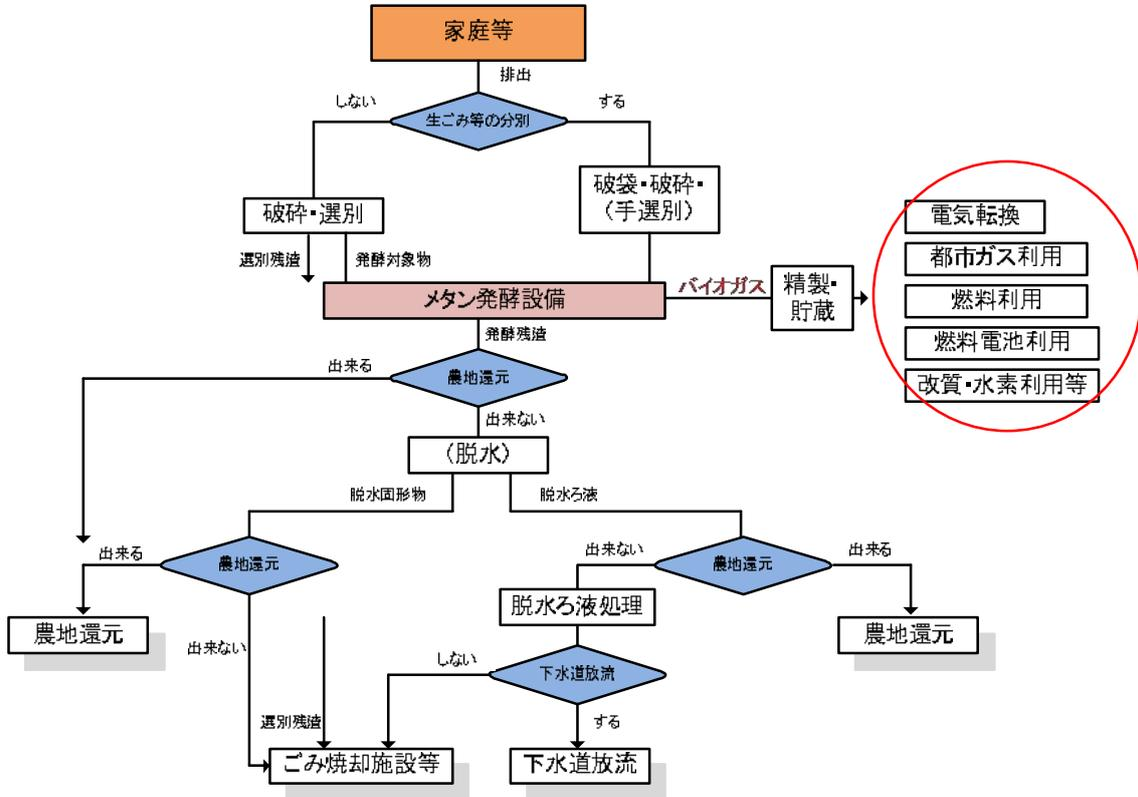 家庭等
排出
しない
する
生ごみ等の分別
破砕・選別
破袋・破砕・
(手選別)
選別残渣
発酵対象物
メタン発酵設備
バイオガス
精製・
貯蔵
電気転換
都市ガス利用
燃料利用
燃料電池利用
改質・水素利用等
発酵残渣
出来る
農地還元
出来ない
(脱水)
脱水固形物
脱水ろ液
出来る
農地還元
出来ない
農地還元
出来る
農地還元
出来ない
脱水ろ液処理
農地還元
しない
下水道放流
選別残渣
する
ごみ焼却施設等
下水道放流